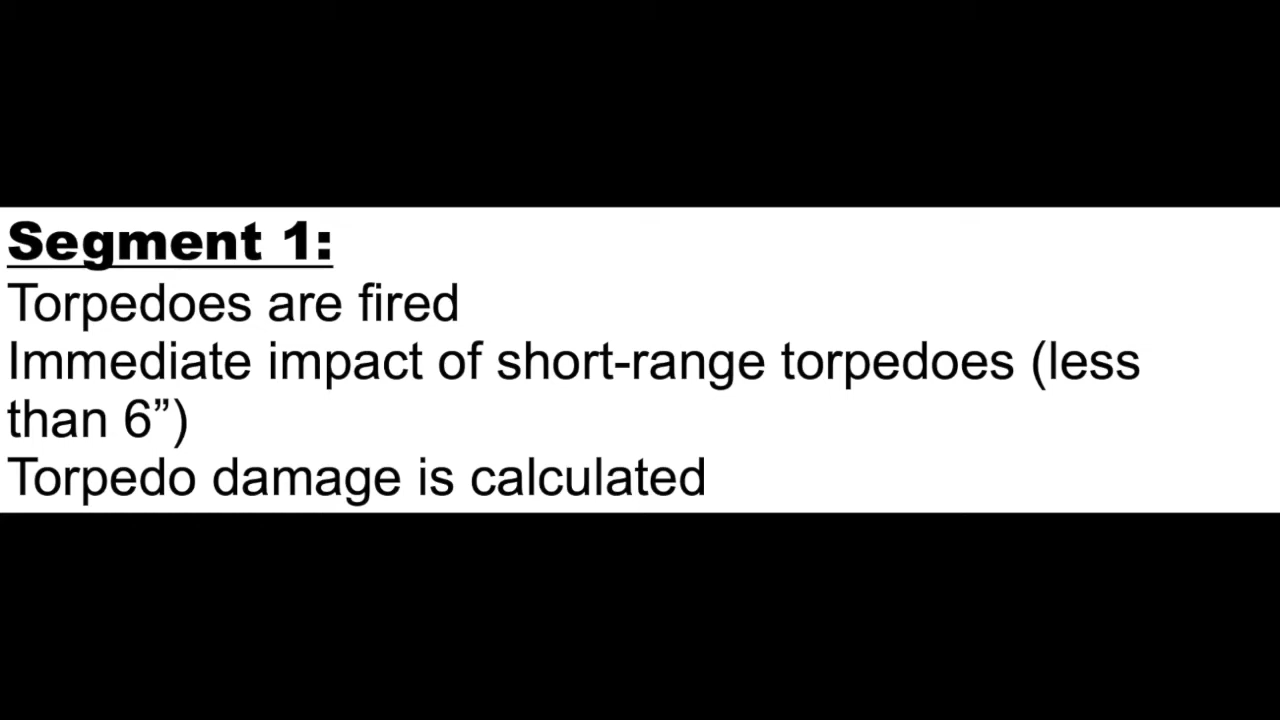 Segment 1:
Torpedoes are fired
Immediate impact of short-range torpedoes (less
than 6”)
Torpedo damage is calculated